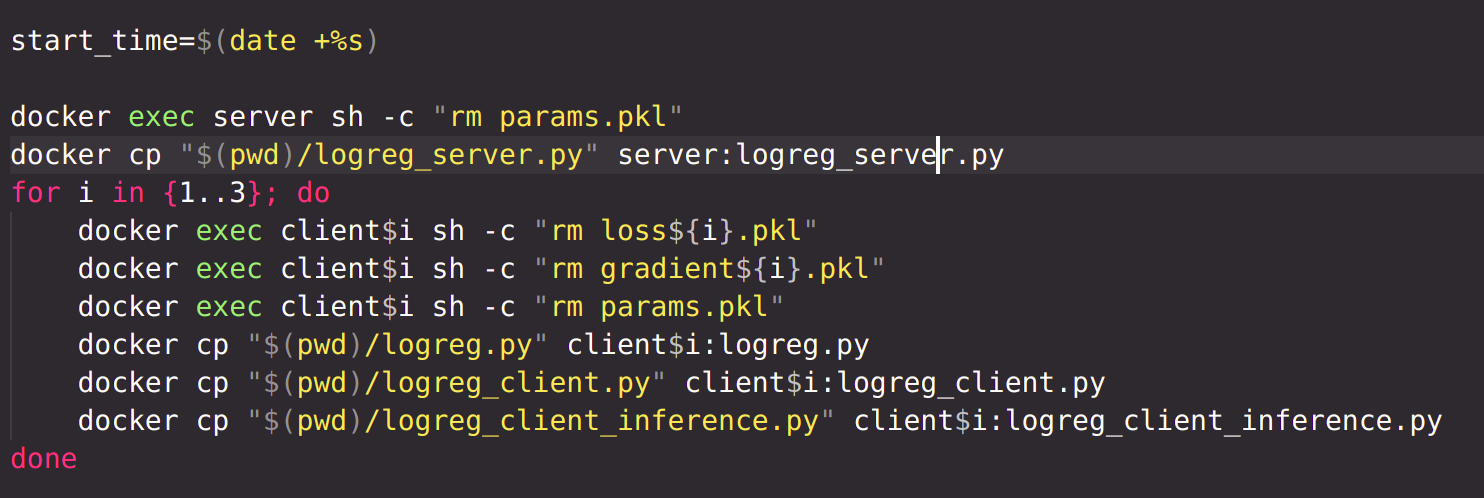 start_time=$(date +%s)
docker exec server sh -c "rm params.pkl"
docker cp "$(pwd)/logreg_server.py" server:logreg_server.py
for i in {1..3}; do
    docker exec client$i sh -c "rm loss${i}.pkl"
    docker exec client$i sh -c "rm gradient${i}.pkl"
    docker exec client$i sh -c "rm params.pkl"
    docker cp "$(pwd)/logreg.py" client$i:logreg.py
    docker cp "$(pwd)/logreg_client.py" client$i:logreg_client.py
    docker cp "$(pwd)/logreg_client_inference.py" client$i:logreg_client_inference.py
done